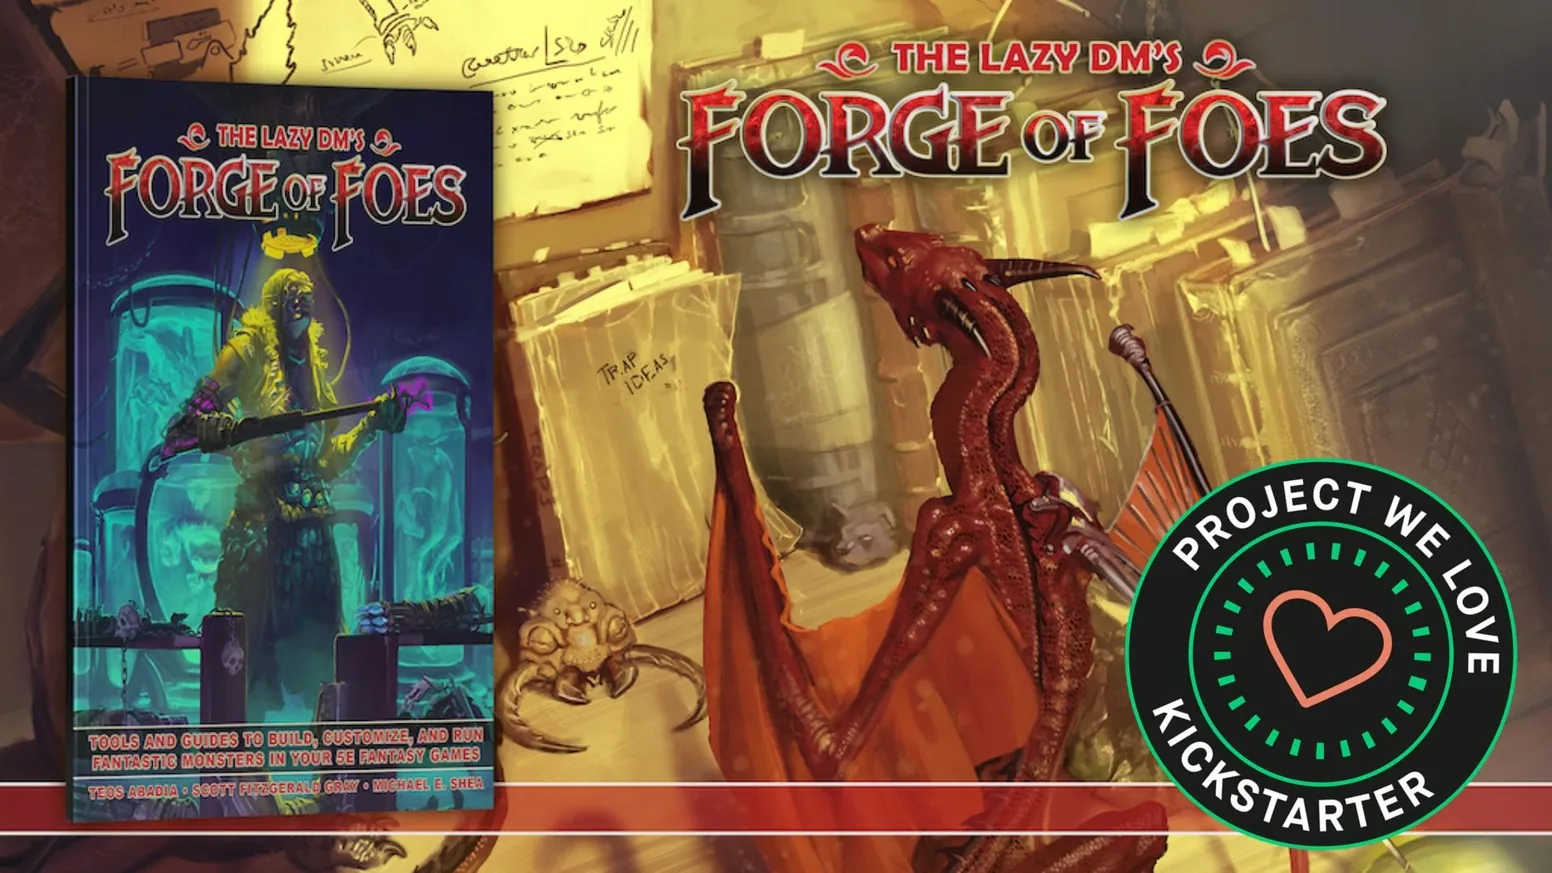 THE LAZY DM'S
FORGE OF FOES
THE LAZY DM'S
FORGE OF FOES
TRAP
IDEAS
TOOLS AND GUIDES TO BUILD, CUSTOMIZE, AND RUN
FANTASTIC MONSTERS IN YOUR 5E FANTASY GAMES
TEOS ABADIA • SCOTT FITZGERALD GRAY • MICHAEL E. SHEA
PROJECT WE LOVE
KICKSTARTER